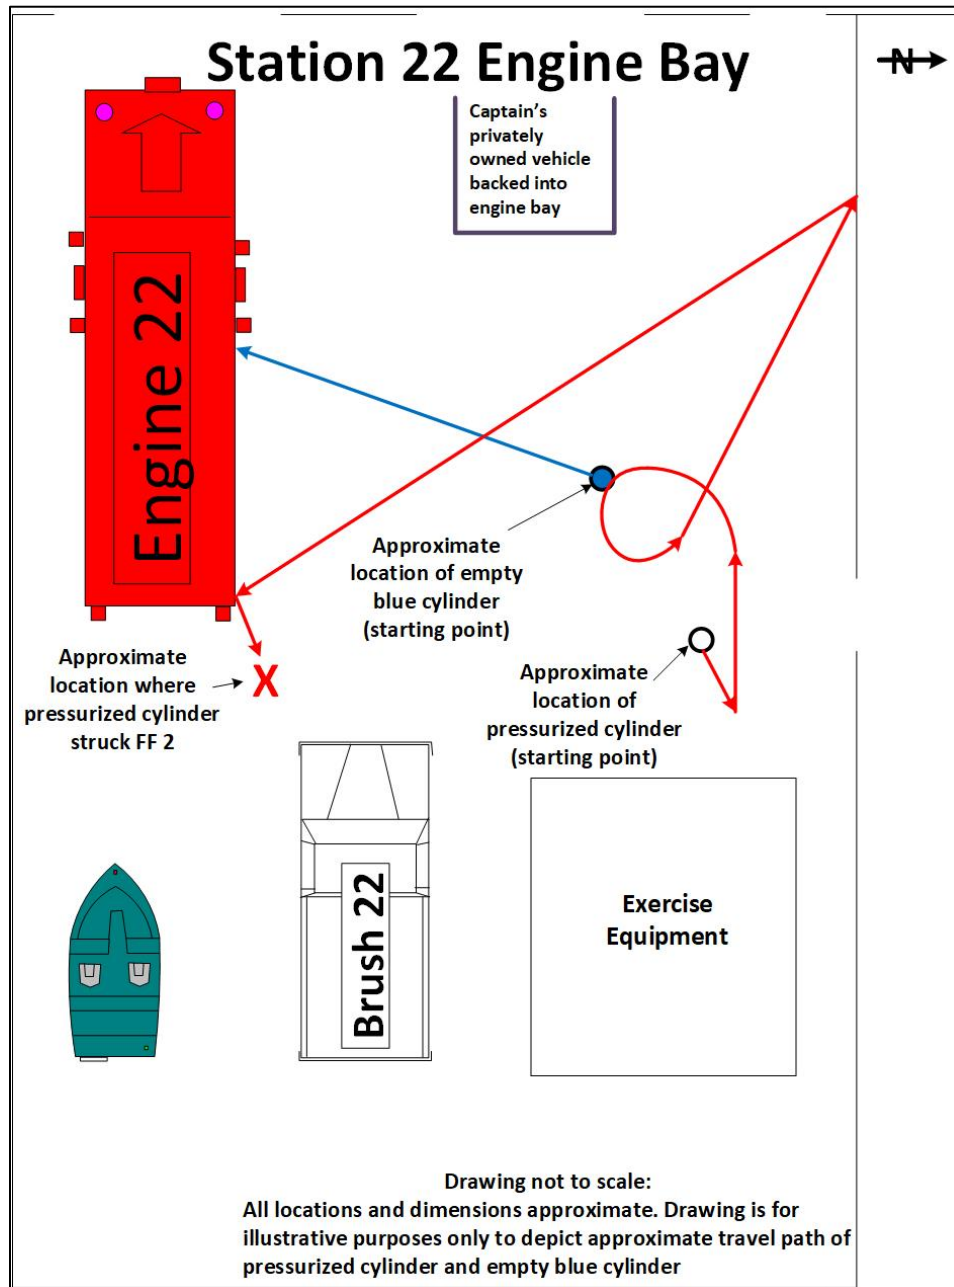 Station 22 Engine Bay
N
Captain's
privately
owned vehicle
backed into
engine bay
Engine 22
Approximate
location of empty
blue cylinder
(starting point)
Approximate
location where
pressurized cylinder
struck FF 2
X
Approximate
location of
pressurized cylinder
(starting point)
Brush 22
Exercise
Equipment
Drawing not to scale:
All locations and dimensions approximate. Drawing is for
illustrative purposes only to depict approximate travel path of
pressurized cylinder and empty blue cylinder